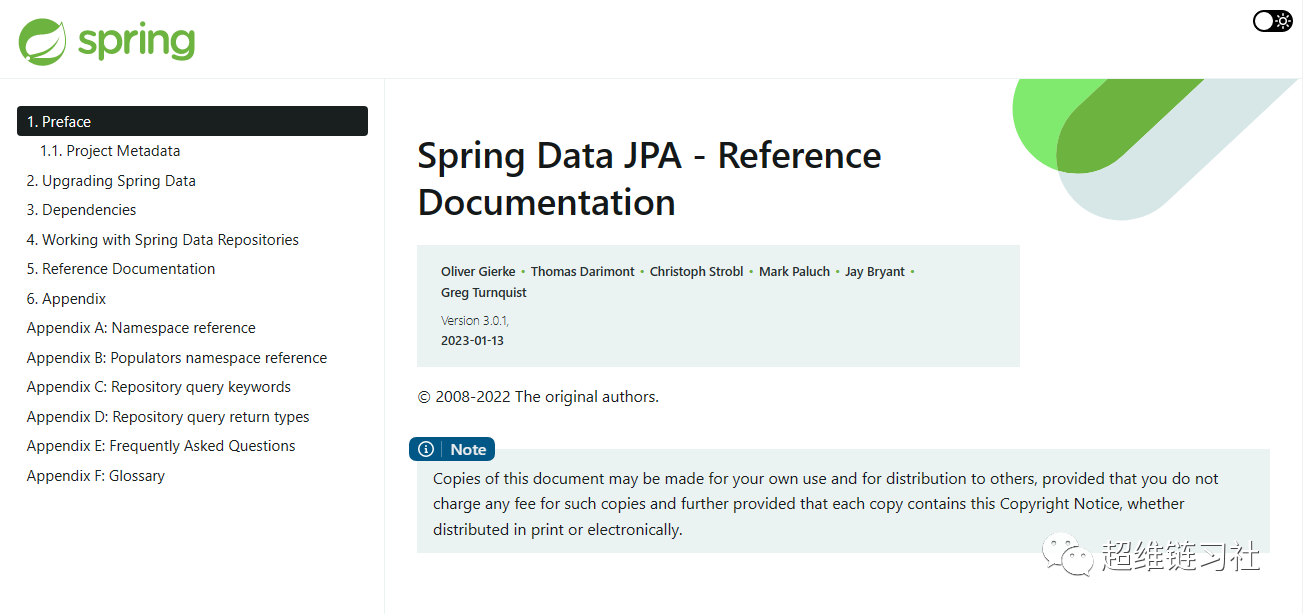 spring
1. Preface
1.1. Project Metadata
2. Upgrading Spring Data
3. Dependencies
4. Working with Spring Data Repositories
5. Reference Documentation
6. Appendix
Appendix A: Namespace reference
Appendix B: Populators namespace reference
Appendix C: Repository query keywords
Appendix D: Repository query return types
Appendix E: Frequently Asked Questions
Appendix F: Glossary
Spring Data JPA - Reference
Documentation
Oliver Gierke • Thomas Darimont • Christoph Strobl • Mark Paluch • Jay Bryant •
Greg Turnquist
Version 3.0.1,
2023-01-13
© 2008-2022 The original authors.
Note
Copies of this document may be made for your own use and for distribution to others, provided that you do not
charge any fee for such copies and further provided that each copy contains this Copyright Notice, whether
distributed in print or electronically.
超维链习社